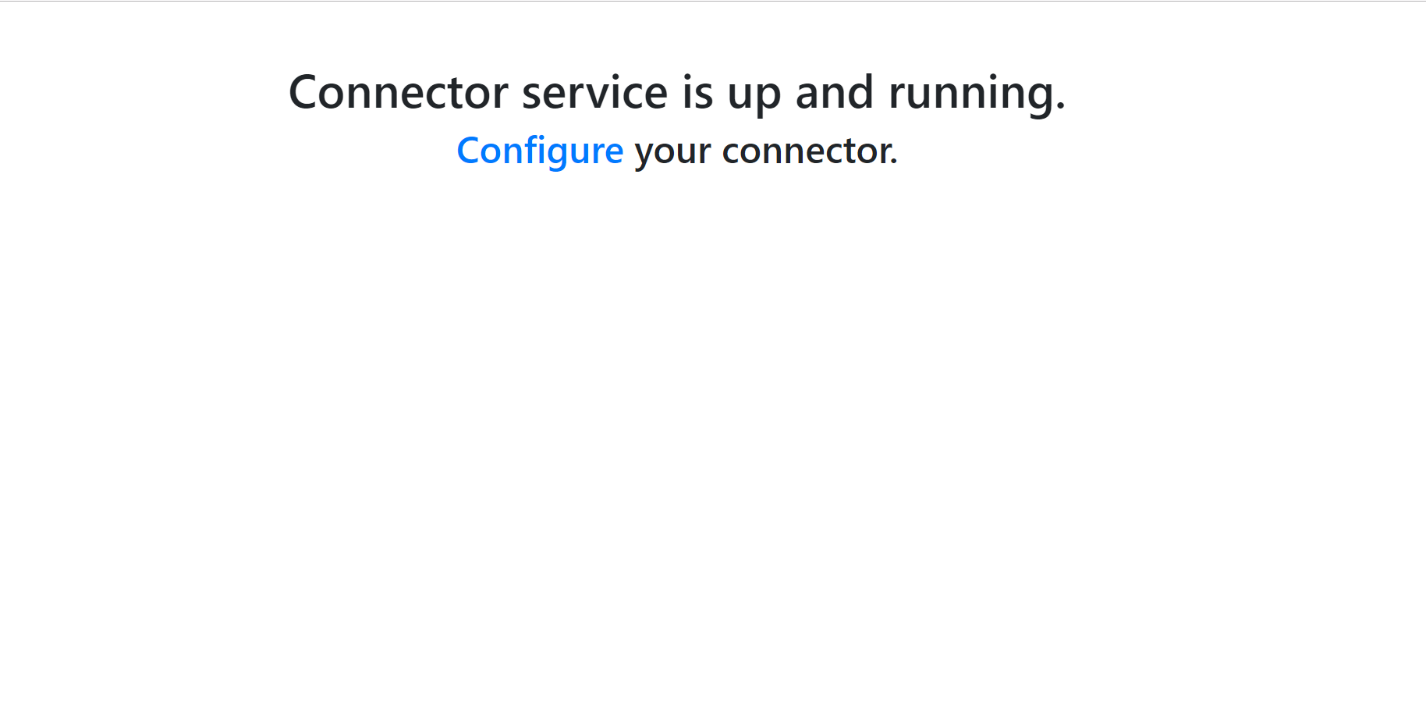 Connector service is up and running.
Configure your connector.